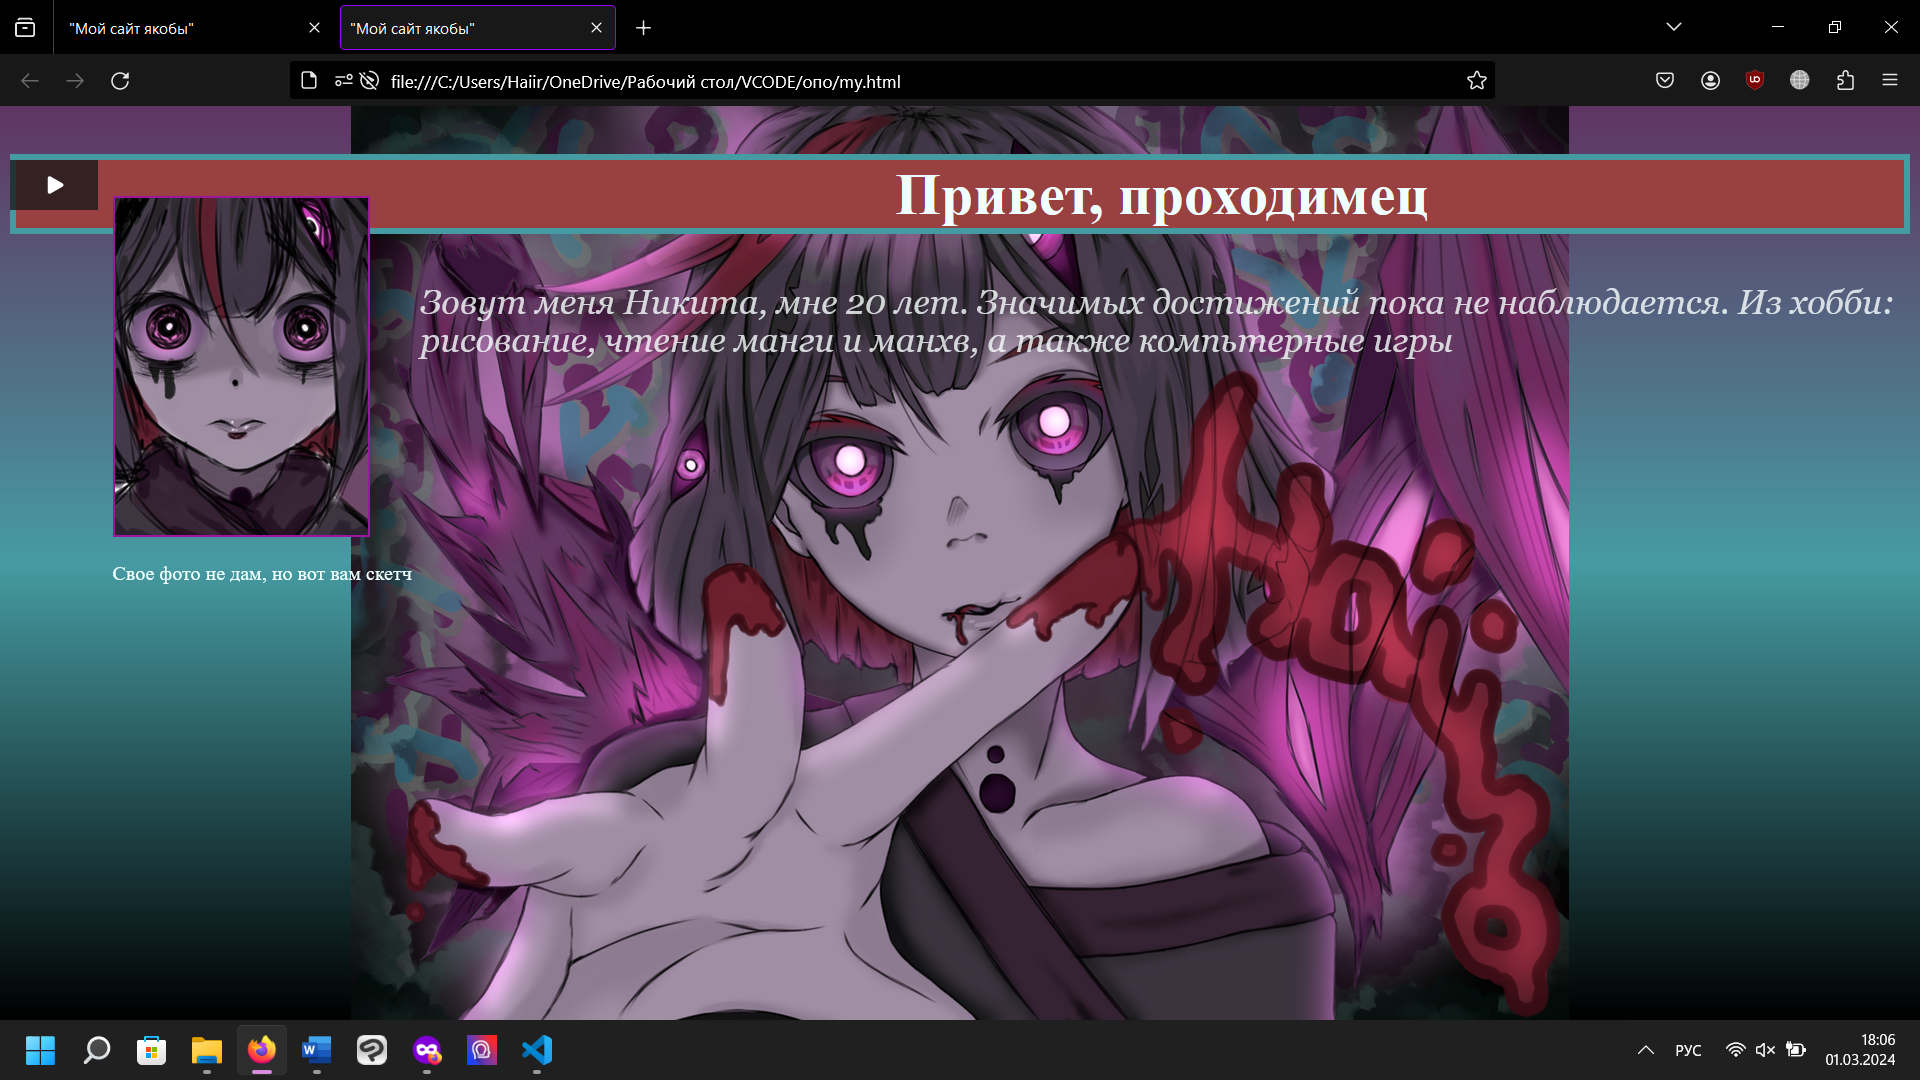 "Мой сайт якобы"
"Мой сайт якобы"
file:///C:/Users/Haiir/OneDrive/Рабочий стол/VCODE/опо/my.html
Привет, проходимец
Зовут меня Никита, мне 20 лет. Значимых достижений пока не наблюдается. Из хобби:
рисование, чтение манги и манхв, а также компьтерные игры
Свое фото не дам, но вот вам скетч
РУС
18:06
01.03.2024